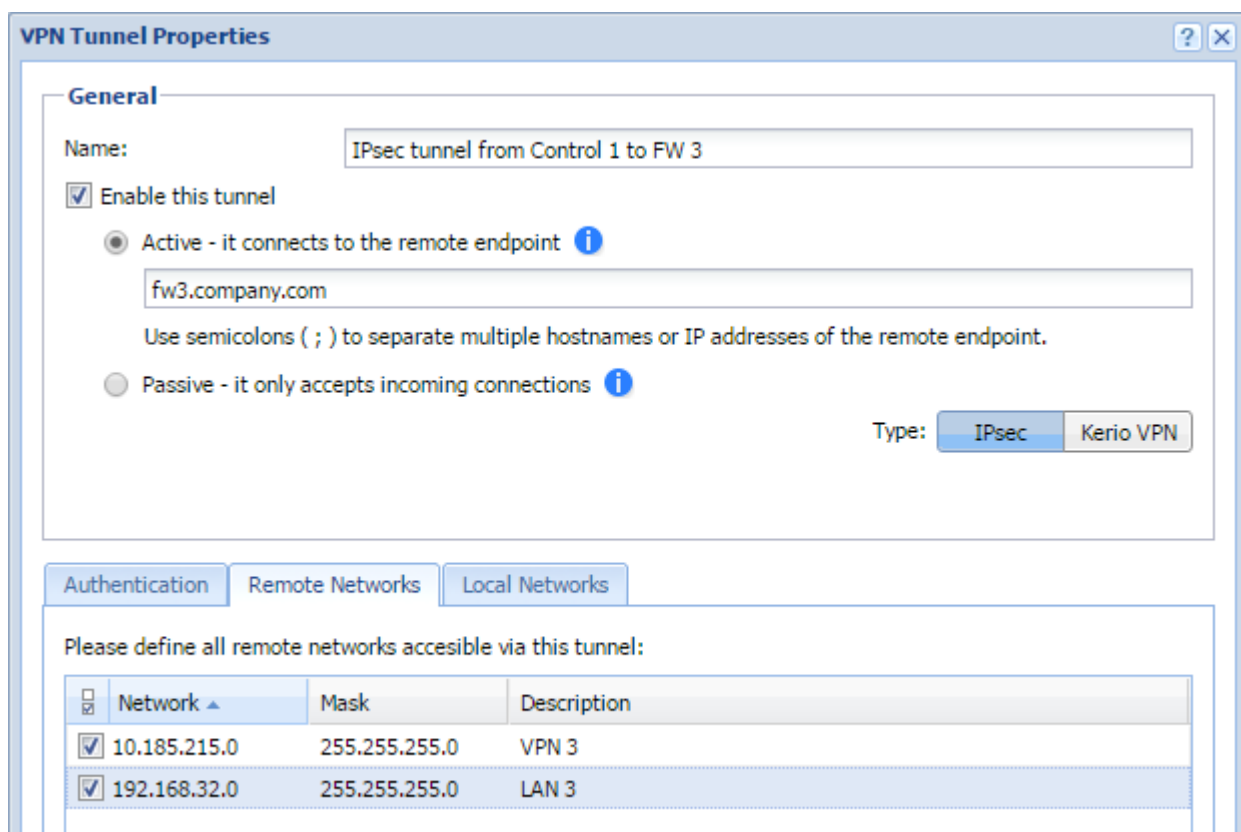 VPN Tunnel Properties
General
Name: IPsec tunnel from Control 1 to FW 3
Enable this tunnel
Active - it connects to the remote endpoint
fw3.company.com
Use semicolons ( ; ) to separate multiple hostnames or IP addresses of the remote endpoint.
Passive - it only accepts incoming connections
Type: IPsec Kerio VPN
Authentication Remote Networks Local Networks
Please define all remote networks accesible via this tunnel:
Network Mask Description
10.185.215.0 255.255.255.0 VPN 3
192.168.32.0 255.255.255.0 LAN 3